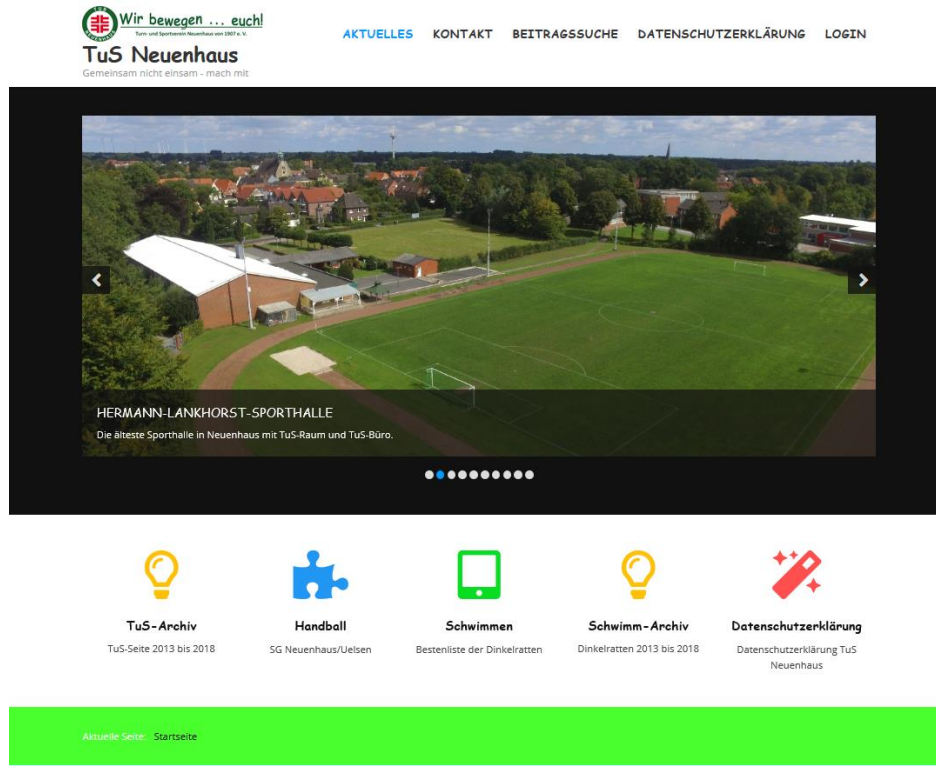 Wir bewegen ... euch!
Turn- und Sportverein Neuenhaus von 1907 e. V.
TuS Neuenhaus
Gemeinsam nicht einsam - mach mit
AKTUELLES KONTAKT BEITRAGSSUCHE DATENSCHUTZERKLÄRUNG LOGIN
HERMANN-LANKHORST-SPORTHALLE
Die älteste Sporthalle in Neuenhaus mit TuS-Raum und TuS-Büro.
TuS-Archiv
TuS-Seite 2013 bis 2018
Handball
SG Neuenhaus/Uelsen
Schwimmen
Bestenliste der Dinkelratten
Schwimm-Archiv
Dinkelratten 2013 bis 2018
Datenschutzerklärung
Datenschutzerklärung TuS
Neuenhaus
Aktuelle Seite: Startseite